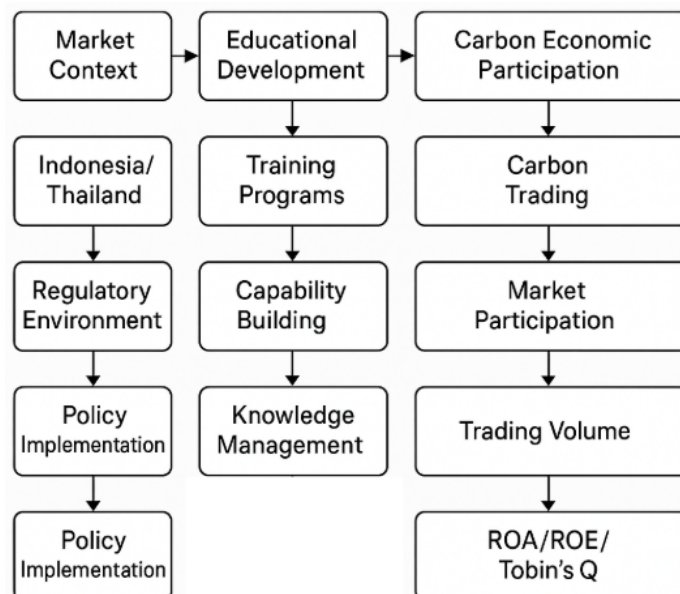 Market
Context
Educational
Development
Carbon Economic
Participation
Indonesia/
Thailand
Training
Programs
Carbon
Trading
Regulatory
Environment
Capability
Building
Market
Participation
Policy
Implementation
Knowledge
Management
Trading Volume
Policy
Implementation
ROA/ROE/
Tobin's Q